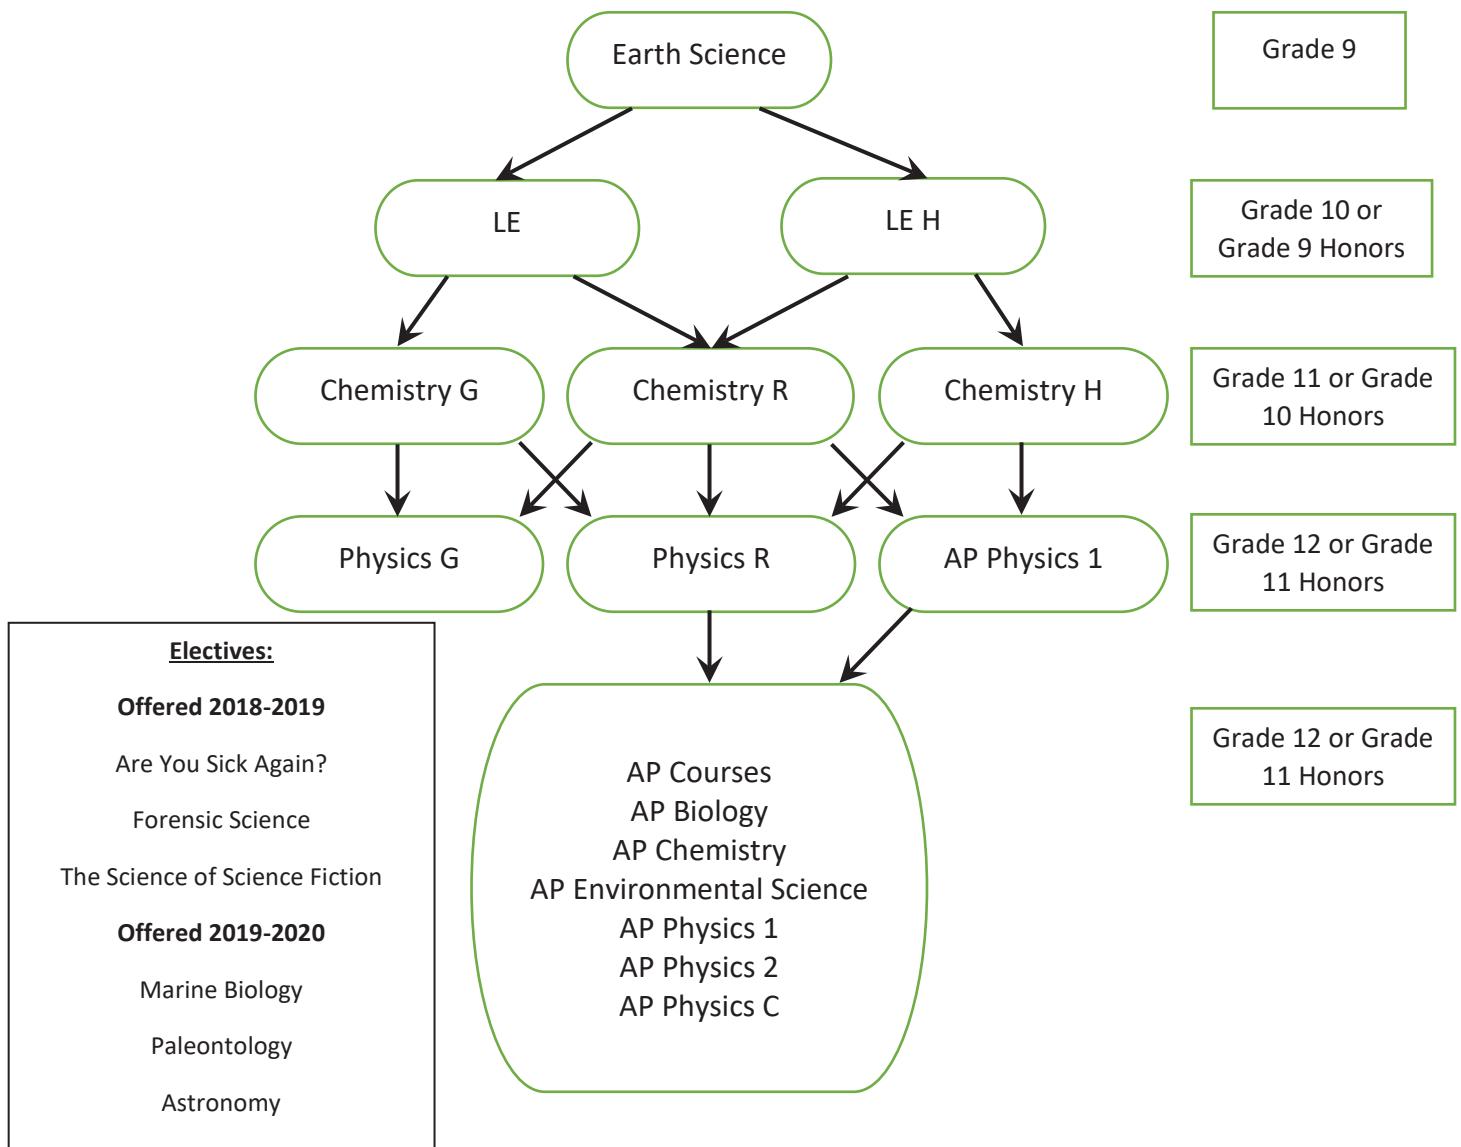 Earth Science
Grade 9
LE
LE H
Grade 10 or
Grade 9 Honors
Chemistry G
Chemistry R
Chemistry H
Grade 11 or Grade
10 Honors
Physics G
Physics R
AP Physics 1
Grade 12 or Grade
11 Honors
Electives:
Offered 2018-2019
Are You Sick Again?
Forensic Science
The Science of Science Fiction
Offered 2019-2020
Marine Biology
Paleontology
Astronomy
AP Courses
AP Biology
AP Chemistry
AP Environmental Science
AP Physics 1
AP Physics 2
AP Physics C
Grade 12 or Grade
11 Honors